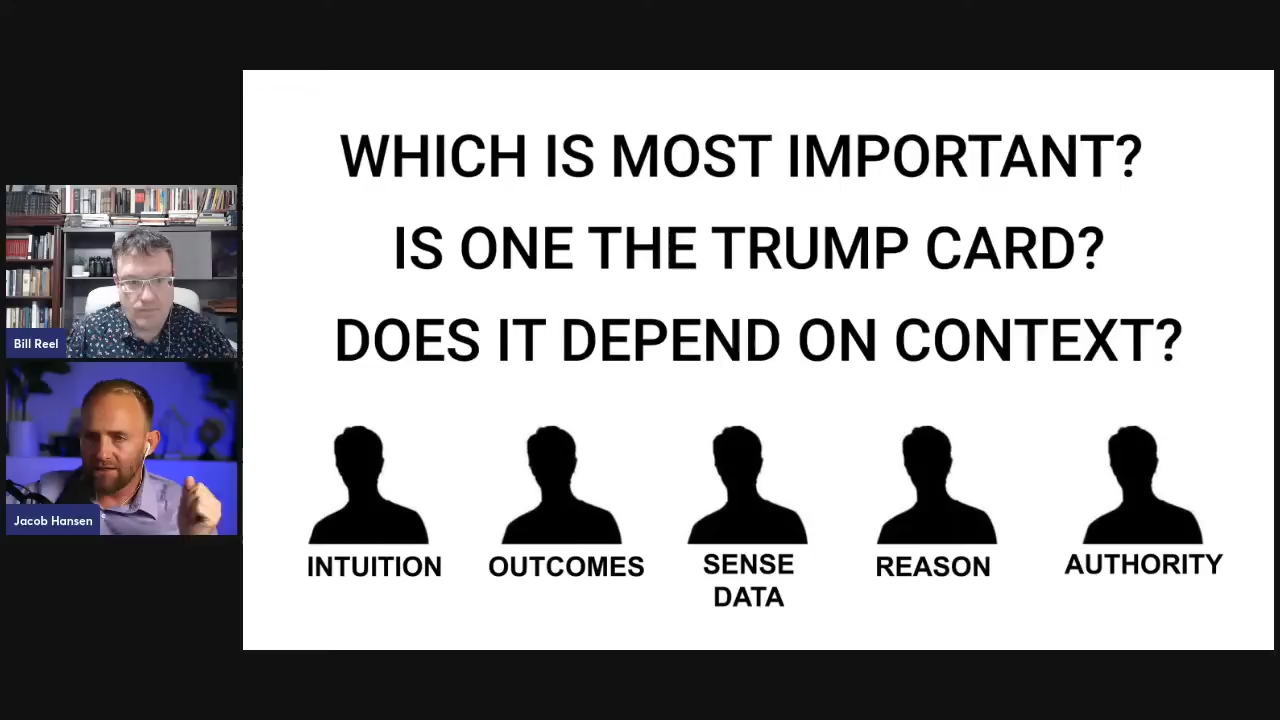 WHICH IS MOST IMPORTANT?
IS ONE THE TRUMP CARD?
DOES IT DEPEND ON CONTEXT?
INTUITION
OUTCOMES
SENSE
DATA
REASON
AUTHORITY
Bill Reel
Jacob Hansen